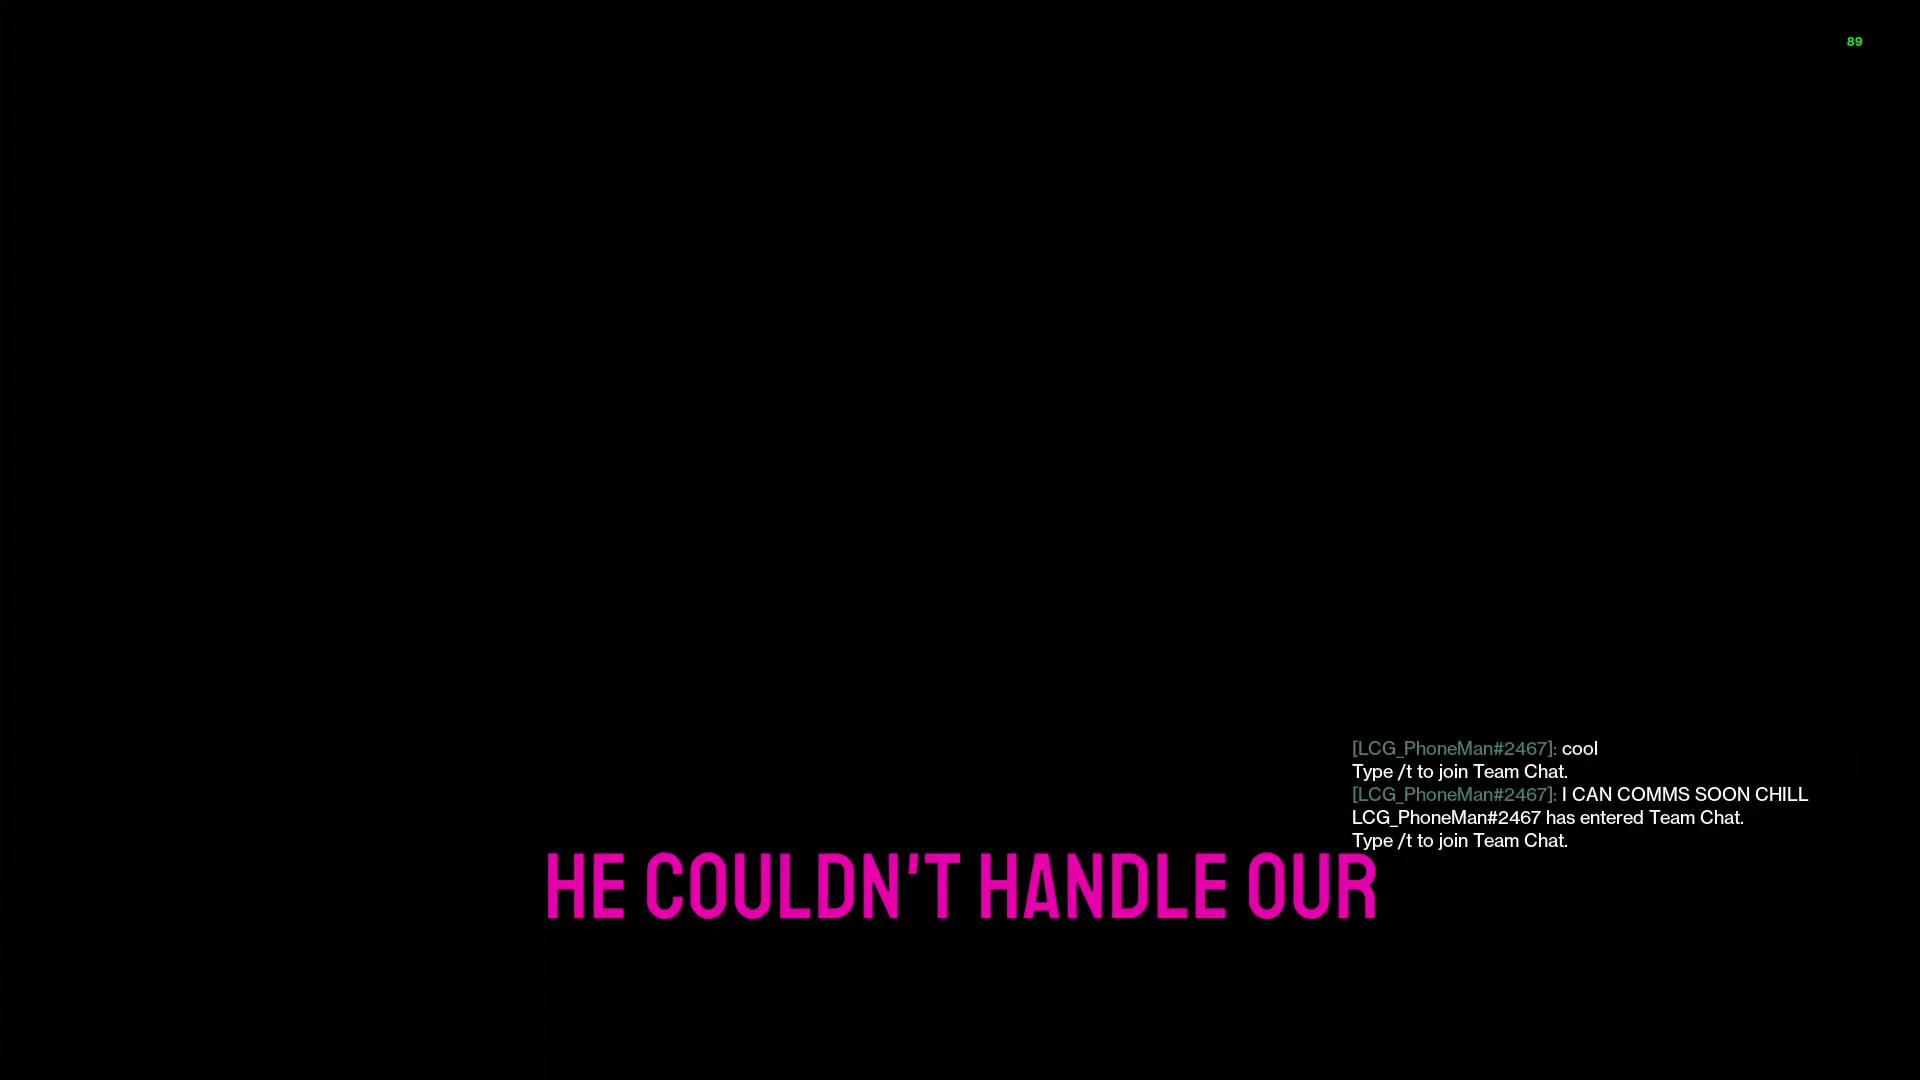 89
[LCG_PhoneMan#2467]: cool
Type /t to join Team Chat.
[LCG_PhoneMan#2467]: I CAN COMMS SOON CHILL
LCG_PhoneMan#2467 has entered Team Chat.
Type /t to join Team Chat.
HE COULDN'T HANDLE OUR